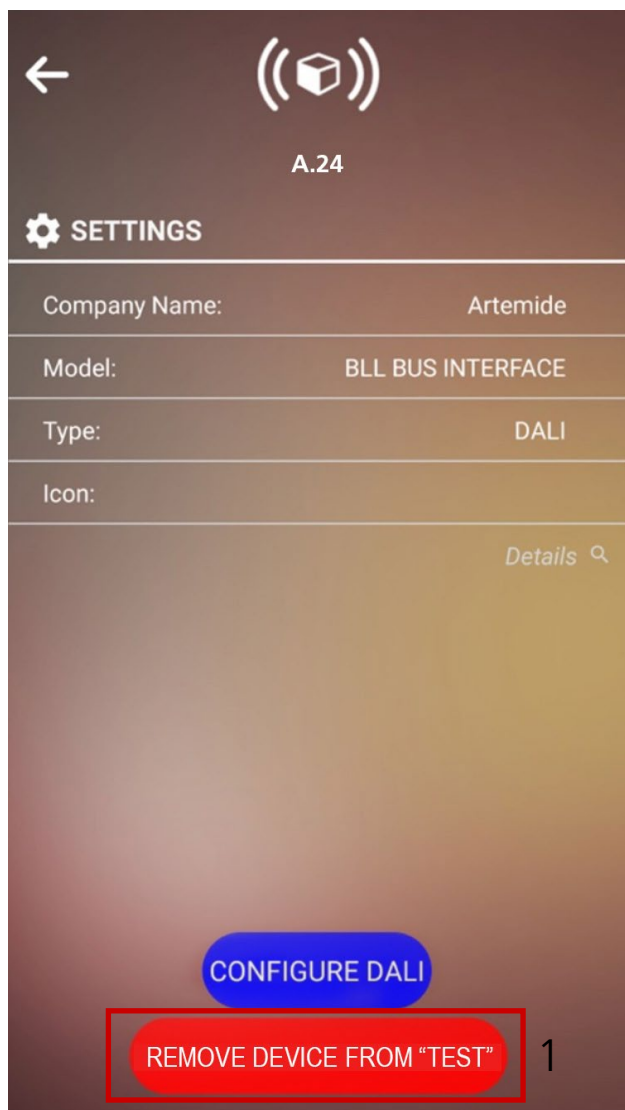 A.24
SETTINGS
Company Name: Artemide
Model: BLL BUS INTERFACE
Type: DALI
Icon:
Details
CONFIGURE DALI
REMOVE DEVICE FROM “TEST” 1